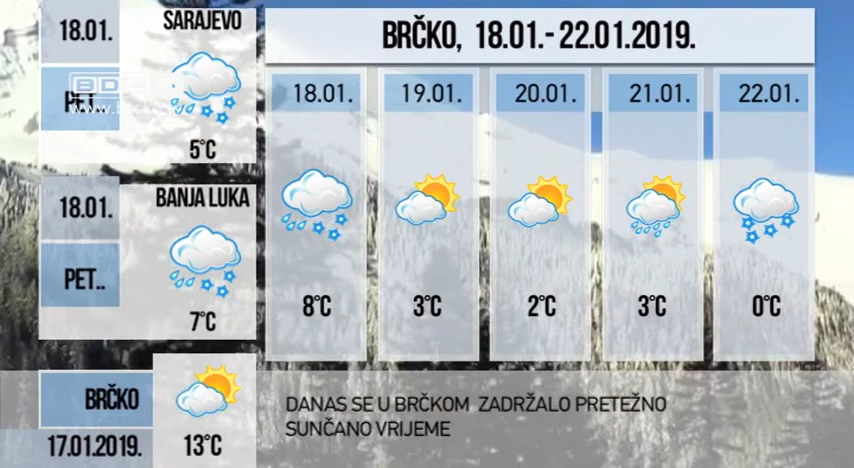 18.01.
SARAJEVO
PET..
5°C
18.01.
BANJA LUKA
PET..
7°C
BRČKO
17.01.2019.
13°C
BRČKO, 18.01.- 22.01.2019.
18.01.
19.01.
20.01.
21.01.
22.01.
8°C
3°C
2°C
3°C
0°C
DANAS SE U BRČKOM ZADRŽALO PRETEŽNO
SUNČANO VRIJEME